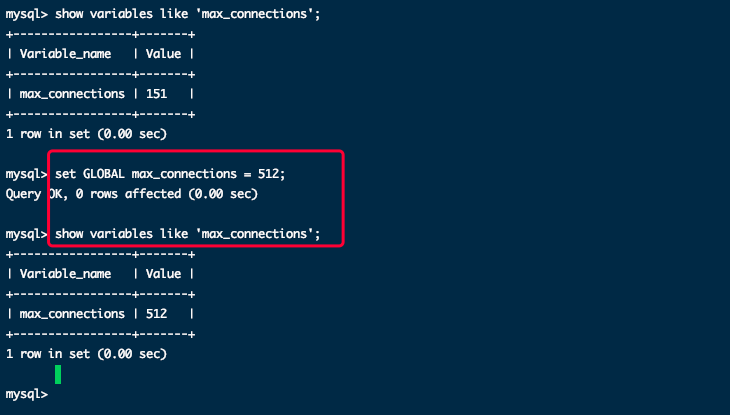 mysql> show variables like 'max_connections';
+-----------------+-------+
| Variable_name   | Value |
+-----------------+-------+
| max_connections | 151   |
+-----------------+-------+
1 row in set (0.00 sec)
mysql> set GLOBAL max_connections = 512;
Query OK, 0 rows affected (0.00 sec)
mysql> show variables like 'max_connections';
+-----------------+-------+
| Variable_name   | Value |
+-----------------+-------+
| max_connections | 512   |
+-----------------+-------+
1 row in set (0.00 sec)
mysql>